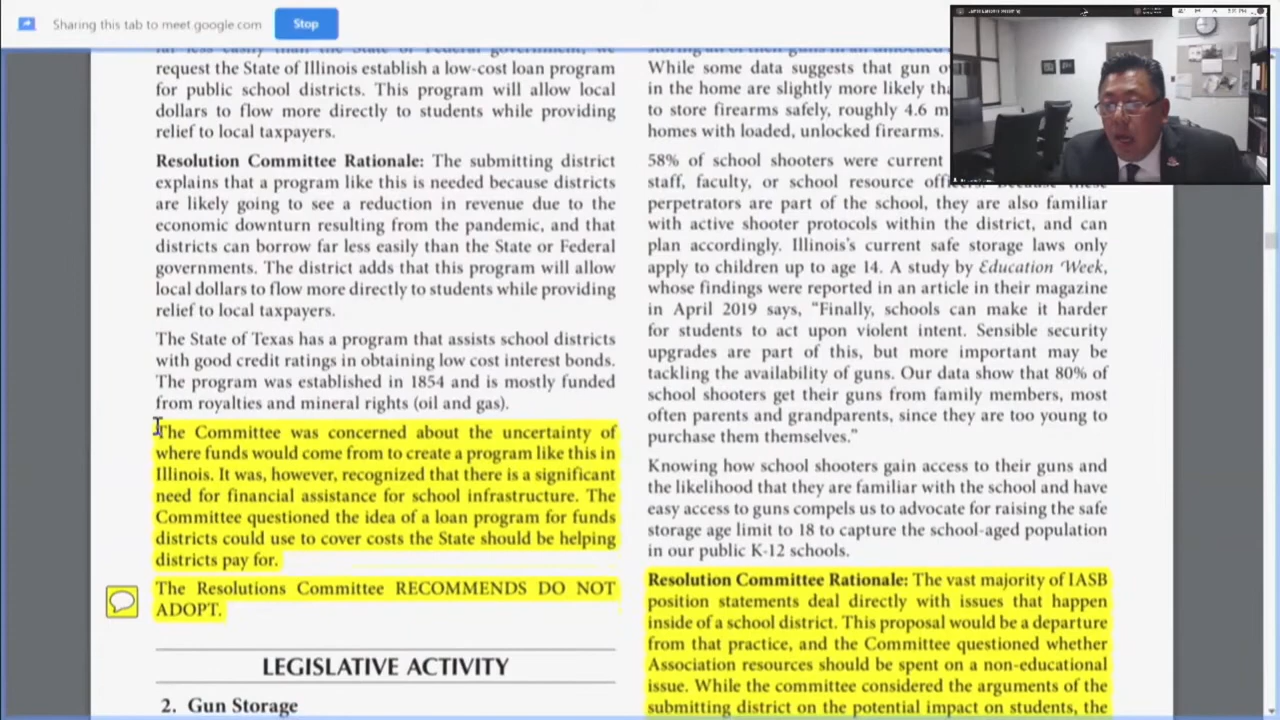 Sharing this tab to meet.google.com
Stop
far less easily than the State or Federal government, we
request the State of Illinois establish a low-cost loan program
for public school districts. This program will allow local
dollars to flow more directly to students while providing
relief to local taxpayers.
Resolution Committee Rationale: The submitting district
explains that a program like this is needed because districts
are likely going to see a reduction in revenue due to the
economic downturn resulting from the pandemic, and that
districts can borrow far less easily than the State or Federal
governments. The district adds that this program will allow
local dollars to flow more directly to students while providing
relief to local taxpayers.
The State of Texas has a program that assists school districts
with good credit ratings in obtaining low cost interest bonds.
The program was established in 1854 and is mostly funded
from royalties and mineral rights (oil and gas).
The Committee was concerned about the uncertainty of
where funds would come from to create a program like this in
Illinois. It was, however, recognized that there is a significant
need for financial assistance for school infrastructure. The
Committee questioned the idea of a loan program for funds
districts could use to cover costs the State should be helping
districts pay for.
The Resolutions Committee RECOMMENDS DO NOT
ADOPT.
LEGISLATIVE ACTIVITY
2. Gun Storage
storing all of their guns in an unlocked
While some data suggests that gun o
in the home are slightly more likely tha
to store firearms safely, roughly 4.6 m
homes with loaded, unlocked firearms.
58% of school shooters were current
staff, faculty, or school resource officers. Because these
perpetrators are part of the school, they are also familiar
with active shooter protocols within the district, and can
plan accordingly. Illinois's current safe storage laws only
apply to children up to age 14. A study by Education Week,
whose findings were reported in an article in their magazine
in April 2019 says, “Finally, schools can make it harder
for students to act upon violent intent. Sensible security
upgrades are part of this, but more important may be
tackling the availability of guns. Our data show that 80% of
school shooters get their guns from family members, most
often parents and grandparents, since they are too young to
purchase them themselves.”
Knowing how school shooters gain access to their guns and
the likelihood that they are familiar with the school and have
easy access to guns compels us to advocate for raising the safe
storage age limit to 18 to capture the school-aged population
in our public K-12 schools.
Resolution Committee Rationale: The vast majority of IASB
position statements deal directly with issues that happen
inside of a school district. This proposal would be a departure
from that practice, and the Committee questioned whether
Association resources should be spent on a non-educational
issue. While the committee considered the arguments of the
submitting district on the potential impact on students, the